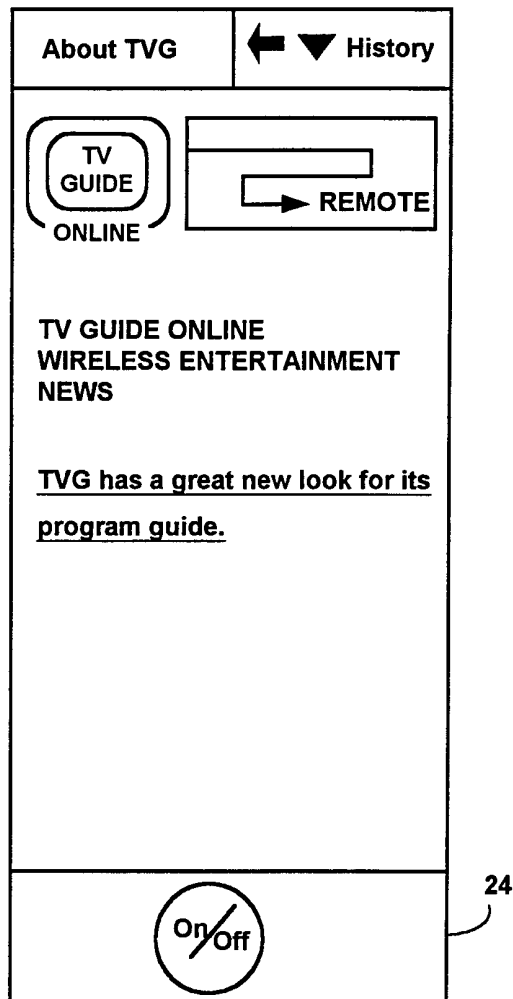 About TVG
History
TV
GUIDE
ONLINE
REMOTE
TV GUIDE ONLINE
WIRELESS ENTERTAINMENT
NEWS
TVG has a great new look for its
program guide.
On/Off
24